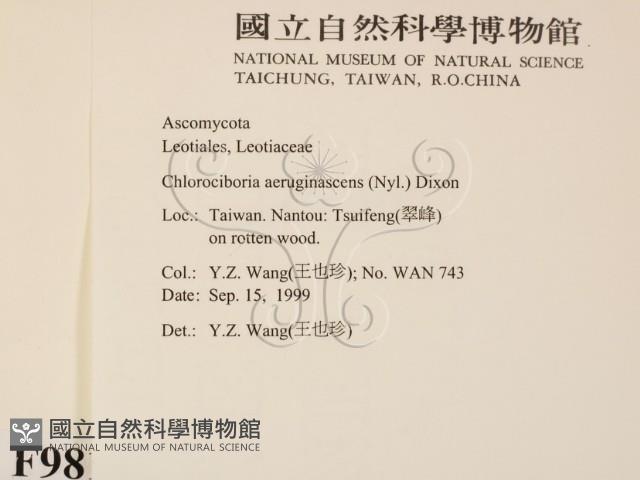 國立自然科學博物館
NATIONAL MUSEUM OF NATURAL SCIENCE
TAICHUNG, TAIWAN, R.O.CHINA
Ascomycota
Leotiales, Leotiaceae
Chlorociboria aeruginascens (Nyl.) Dixon
Loc.: Taiwan. Nantou: Tsuifeng(翠峰)
on rotten wood.
Col.: Y.Z. Wang(王也珍); No. WAN 743
Date: Sep. 15, 1999
Det.: Y.Z. Wang(王也珍)
國立自然科學博物館
NATIONAL MUSEUM OF NATURAL SCIENCE
F98